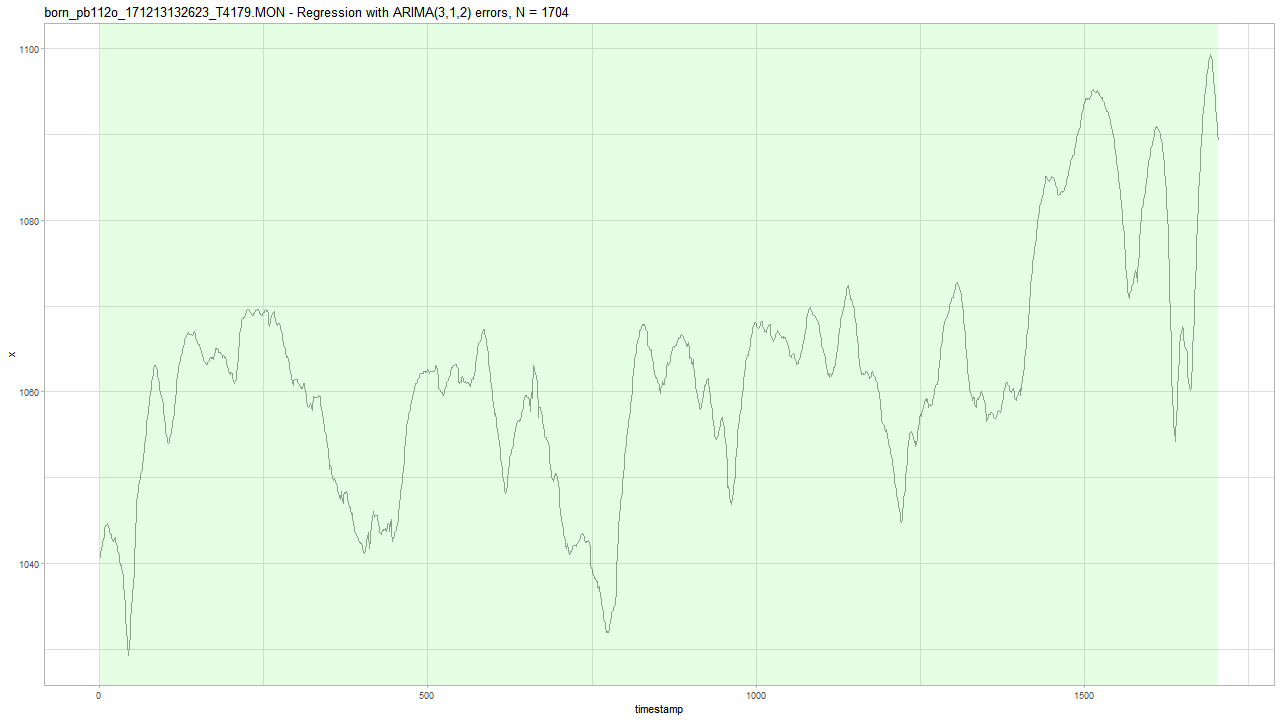 born_pb112o_171213132623_T4179.MON - Regression with ARIMA(3,1,2) errors, N = 1704
1100
1080
1060
1040
x
0
500
1000
1500
timestamp